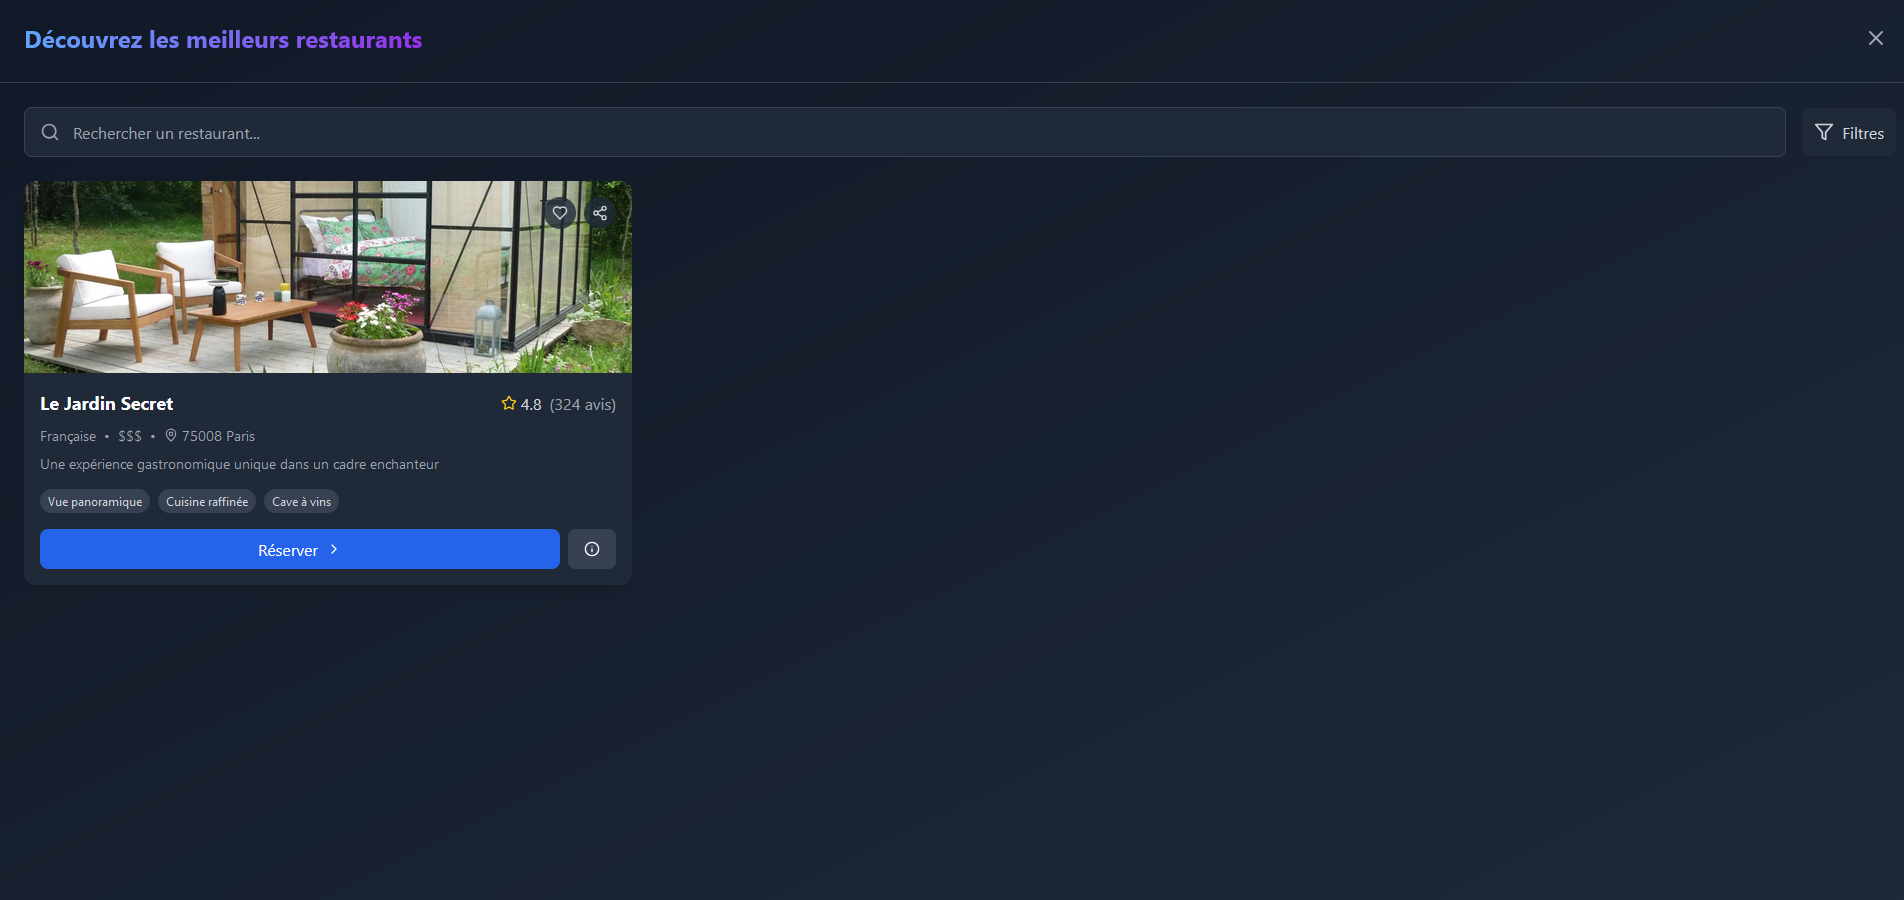 Découvrez les meilleurs restaurants
Rechercher un restaurant...
Filtres
Le Jardin Secret
4.8 (324 avis)
Française • $$$ • 75008 Paris
Une expérience gastronomique unique dans un cadre enchanteur
Vue panoramique
Cuisine raffinée
Cave à vins
Réserver